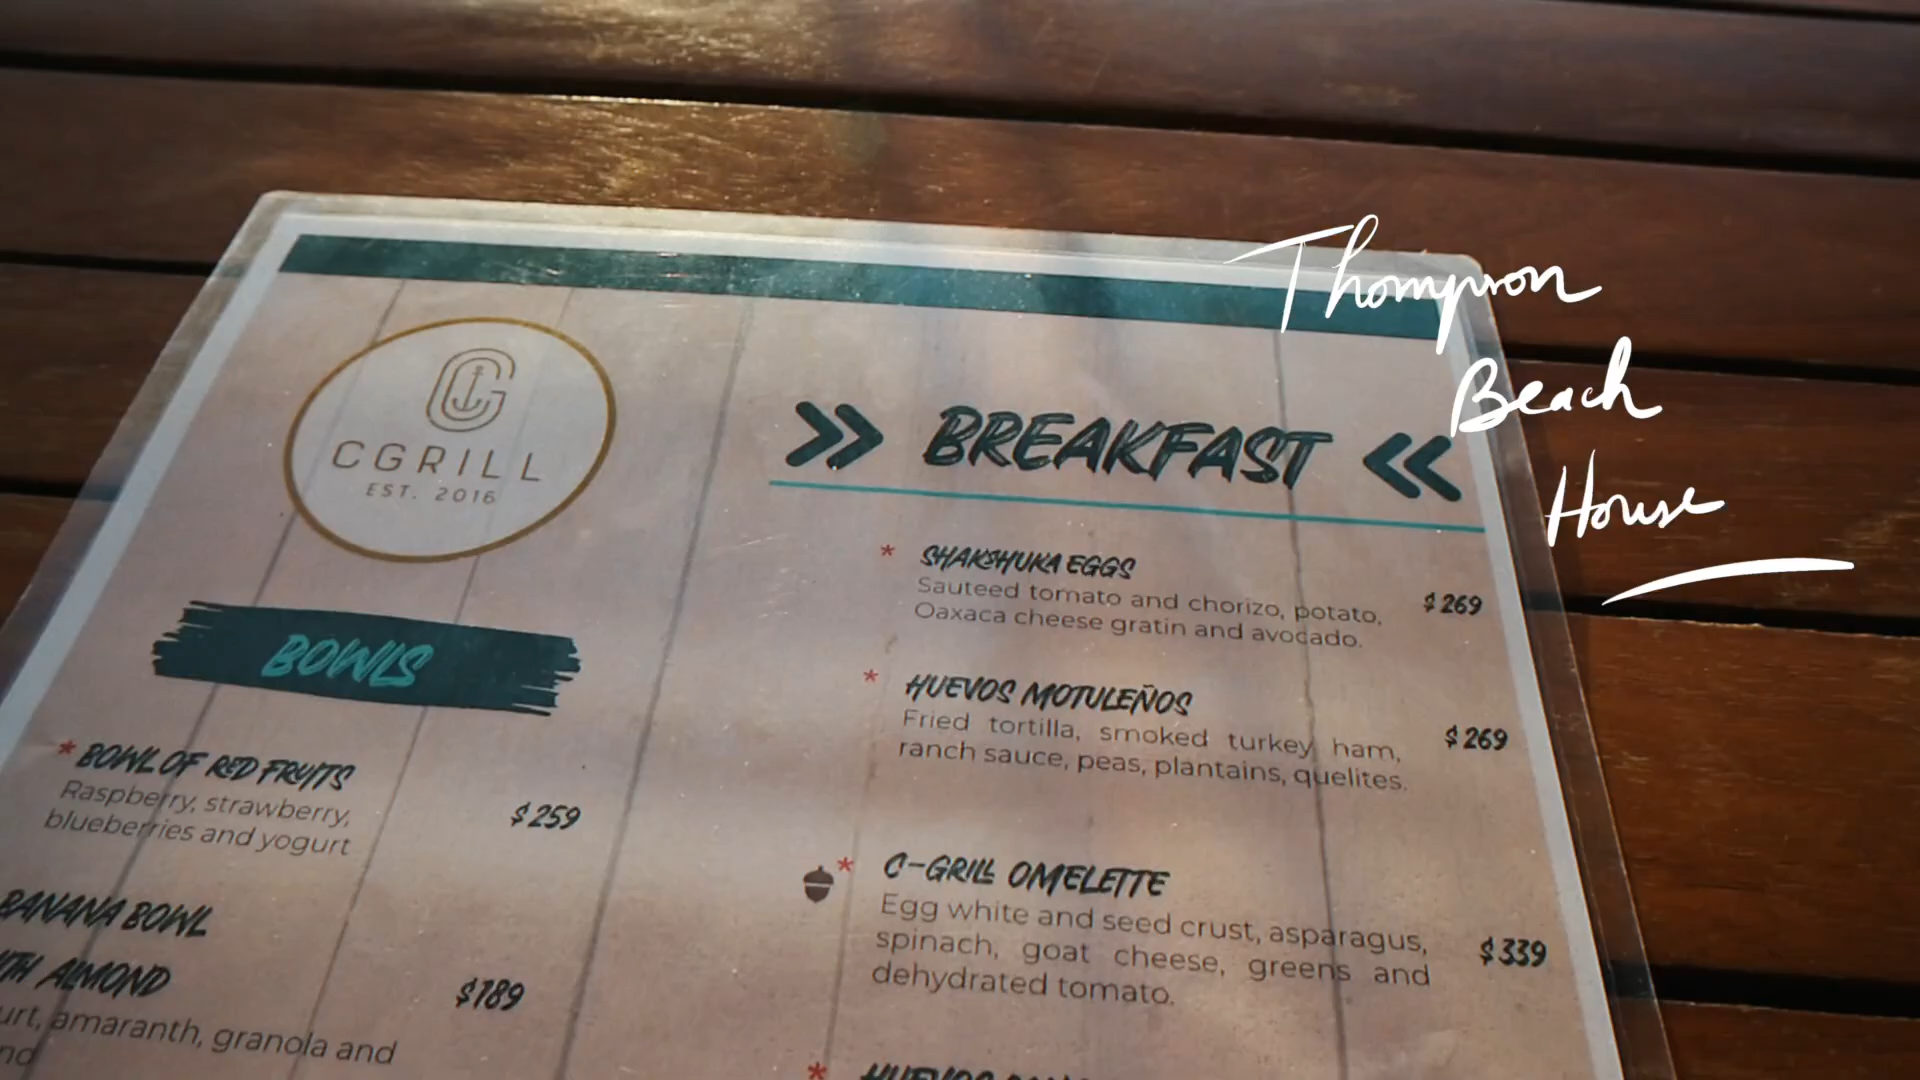 CGRILL
EST. 2016
BOWLS
* BOWL OF RED FRUITS
Raspberry, strawberry,
blueberries and yogurt
$259
BANANA BOWL
ALMOND
$189
amaranth, granola and
>> BREAKFAST <<
* SHAKSHUKA EGGS
Sauteed tomato and chorizo, potato,
Oaxaca cheese gratin and avocado.
$269
* HUEVOS MOTULEÑOS
Fried tortilla, smoked turkey ham,
ranch sauce, peas, plantains, quelites.
$269
* C-GRILL OMELETTE
Egg white and seed crust, asparagus,
spinach, goat cheese, greens and
dehydrated tomato.
$339
* HUEVOS
Thompson
Beach
House